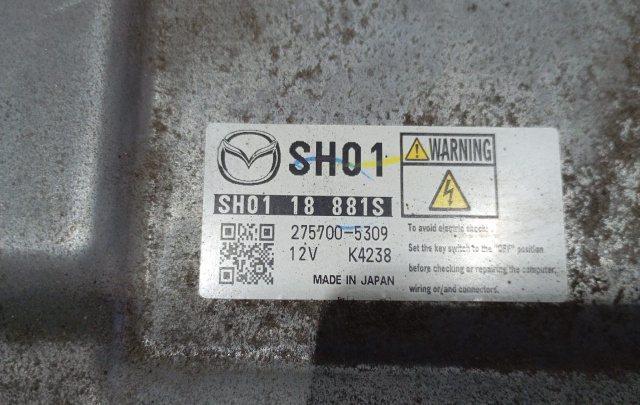 SH01
WARNING
SH01 18 881S
275700-5309
12V K4238
MADE IN JAPAN
To avoid electric shock:
Set the key switch to the "OFF" position
before checking or repairing the computer,
wiring or/and connectors.